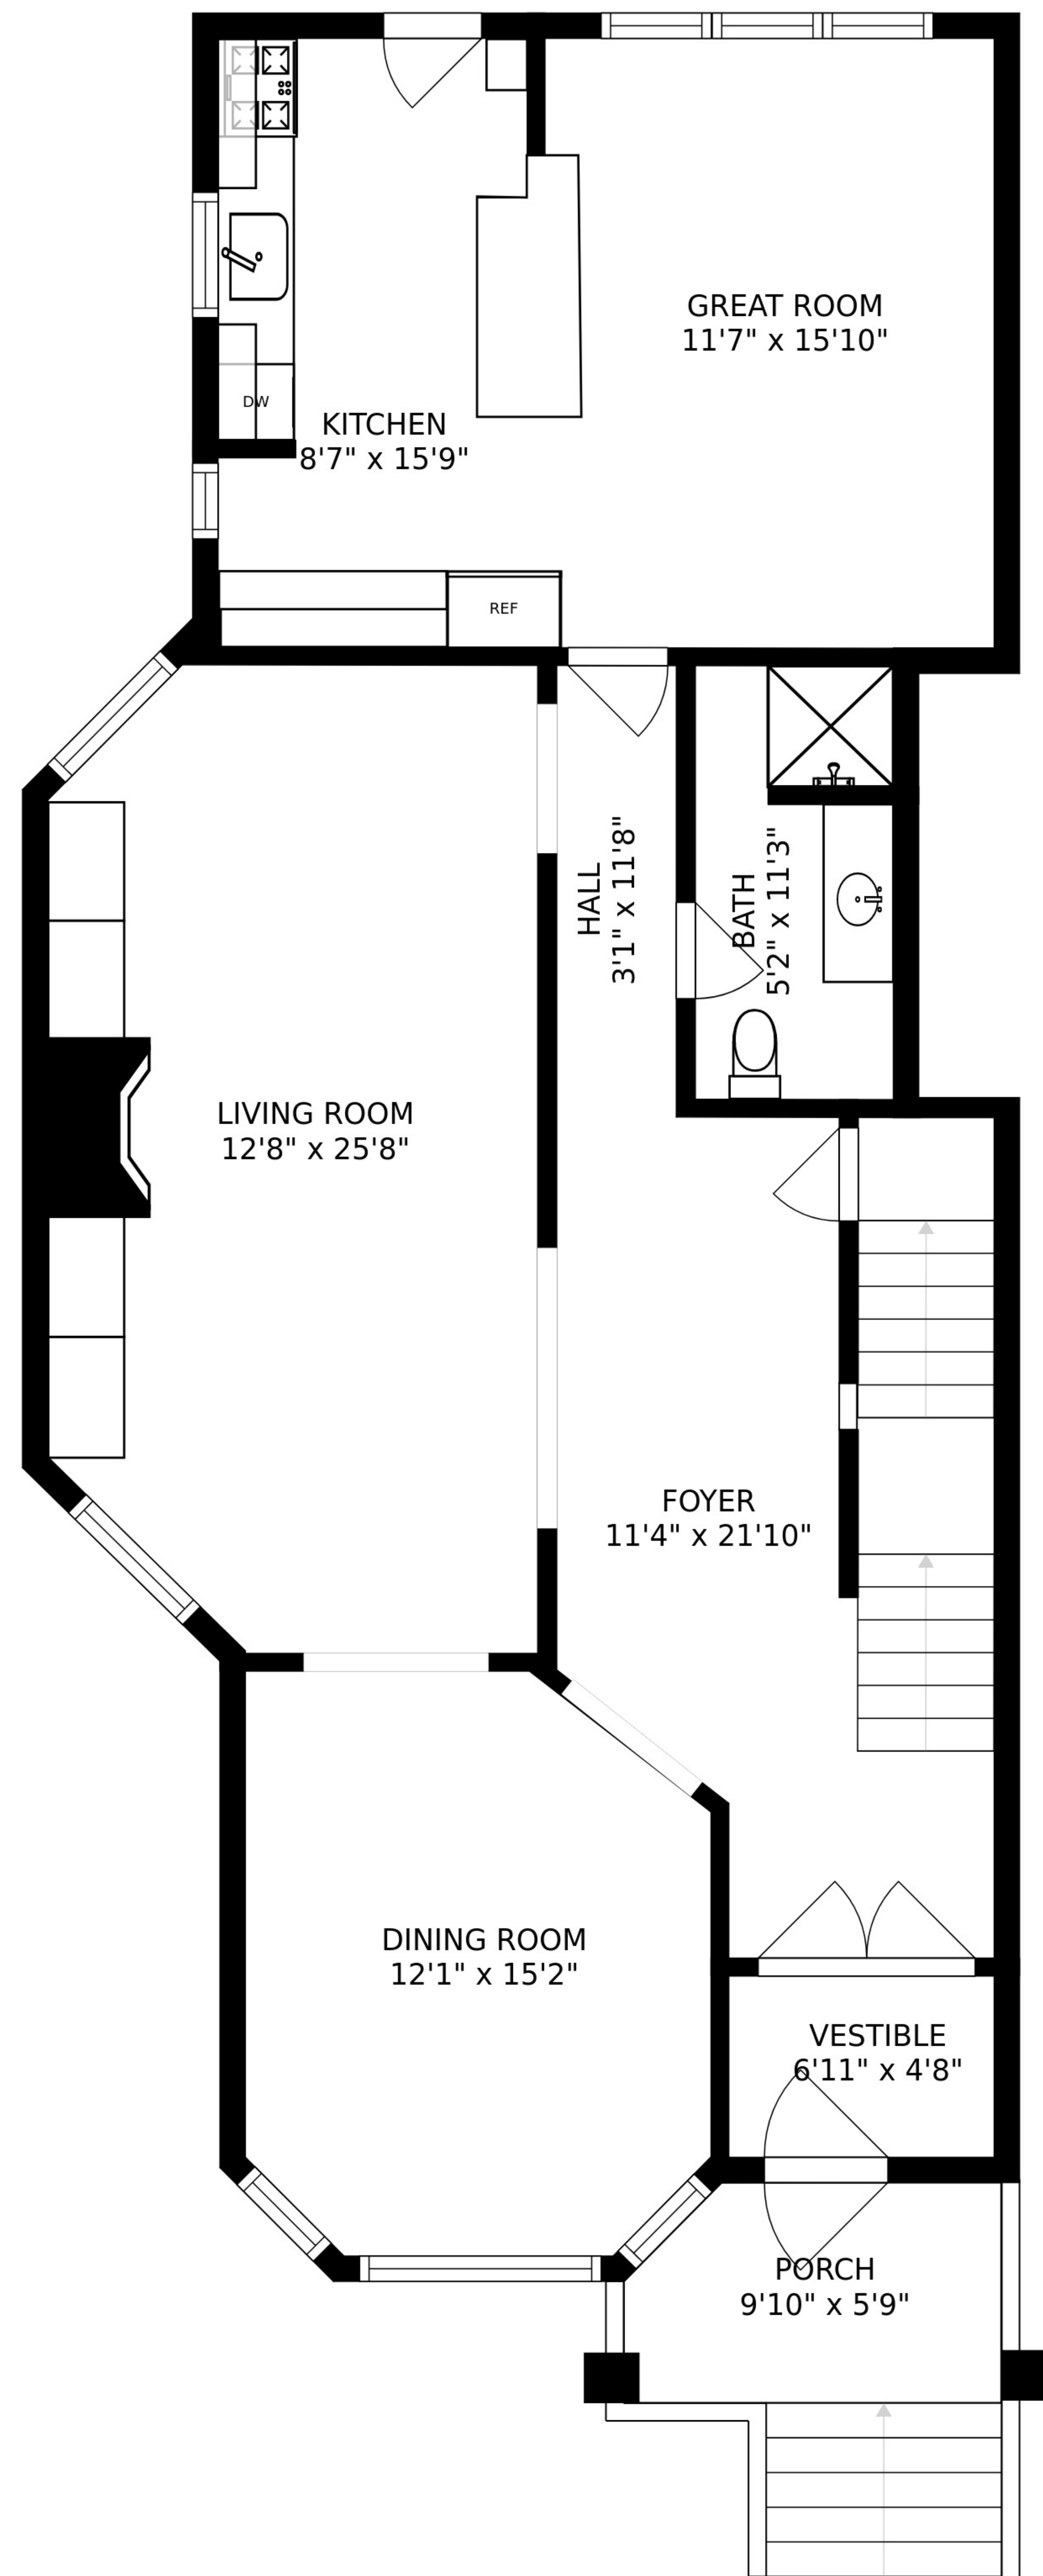 GREAT ROOM
11'7" x 15'10"
DW
KITCHEN
8'7" x 15'9"
REF
HALL
3'1" x 11'8"
BATH
5'2" x 11'3"
LIVING ROOM
12'8" x 25'8"
FOYER
11'4" x 21'10"
DINING ROOM
12'1" x 15'2"
VESTIBLE
6'11" x 4'8"
PORCH
9'10" x 5'9"